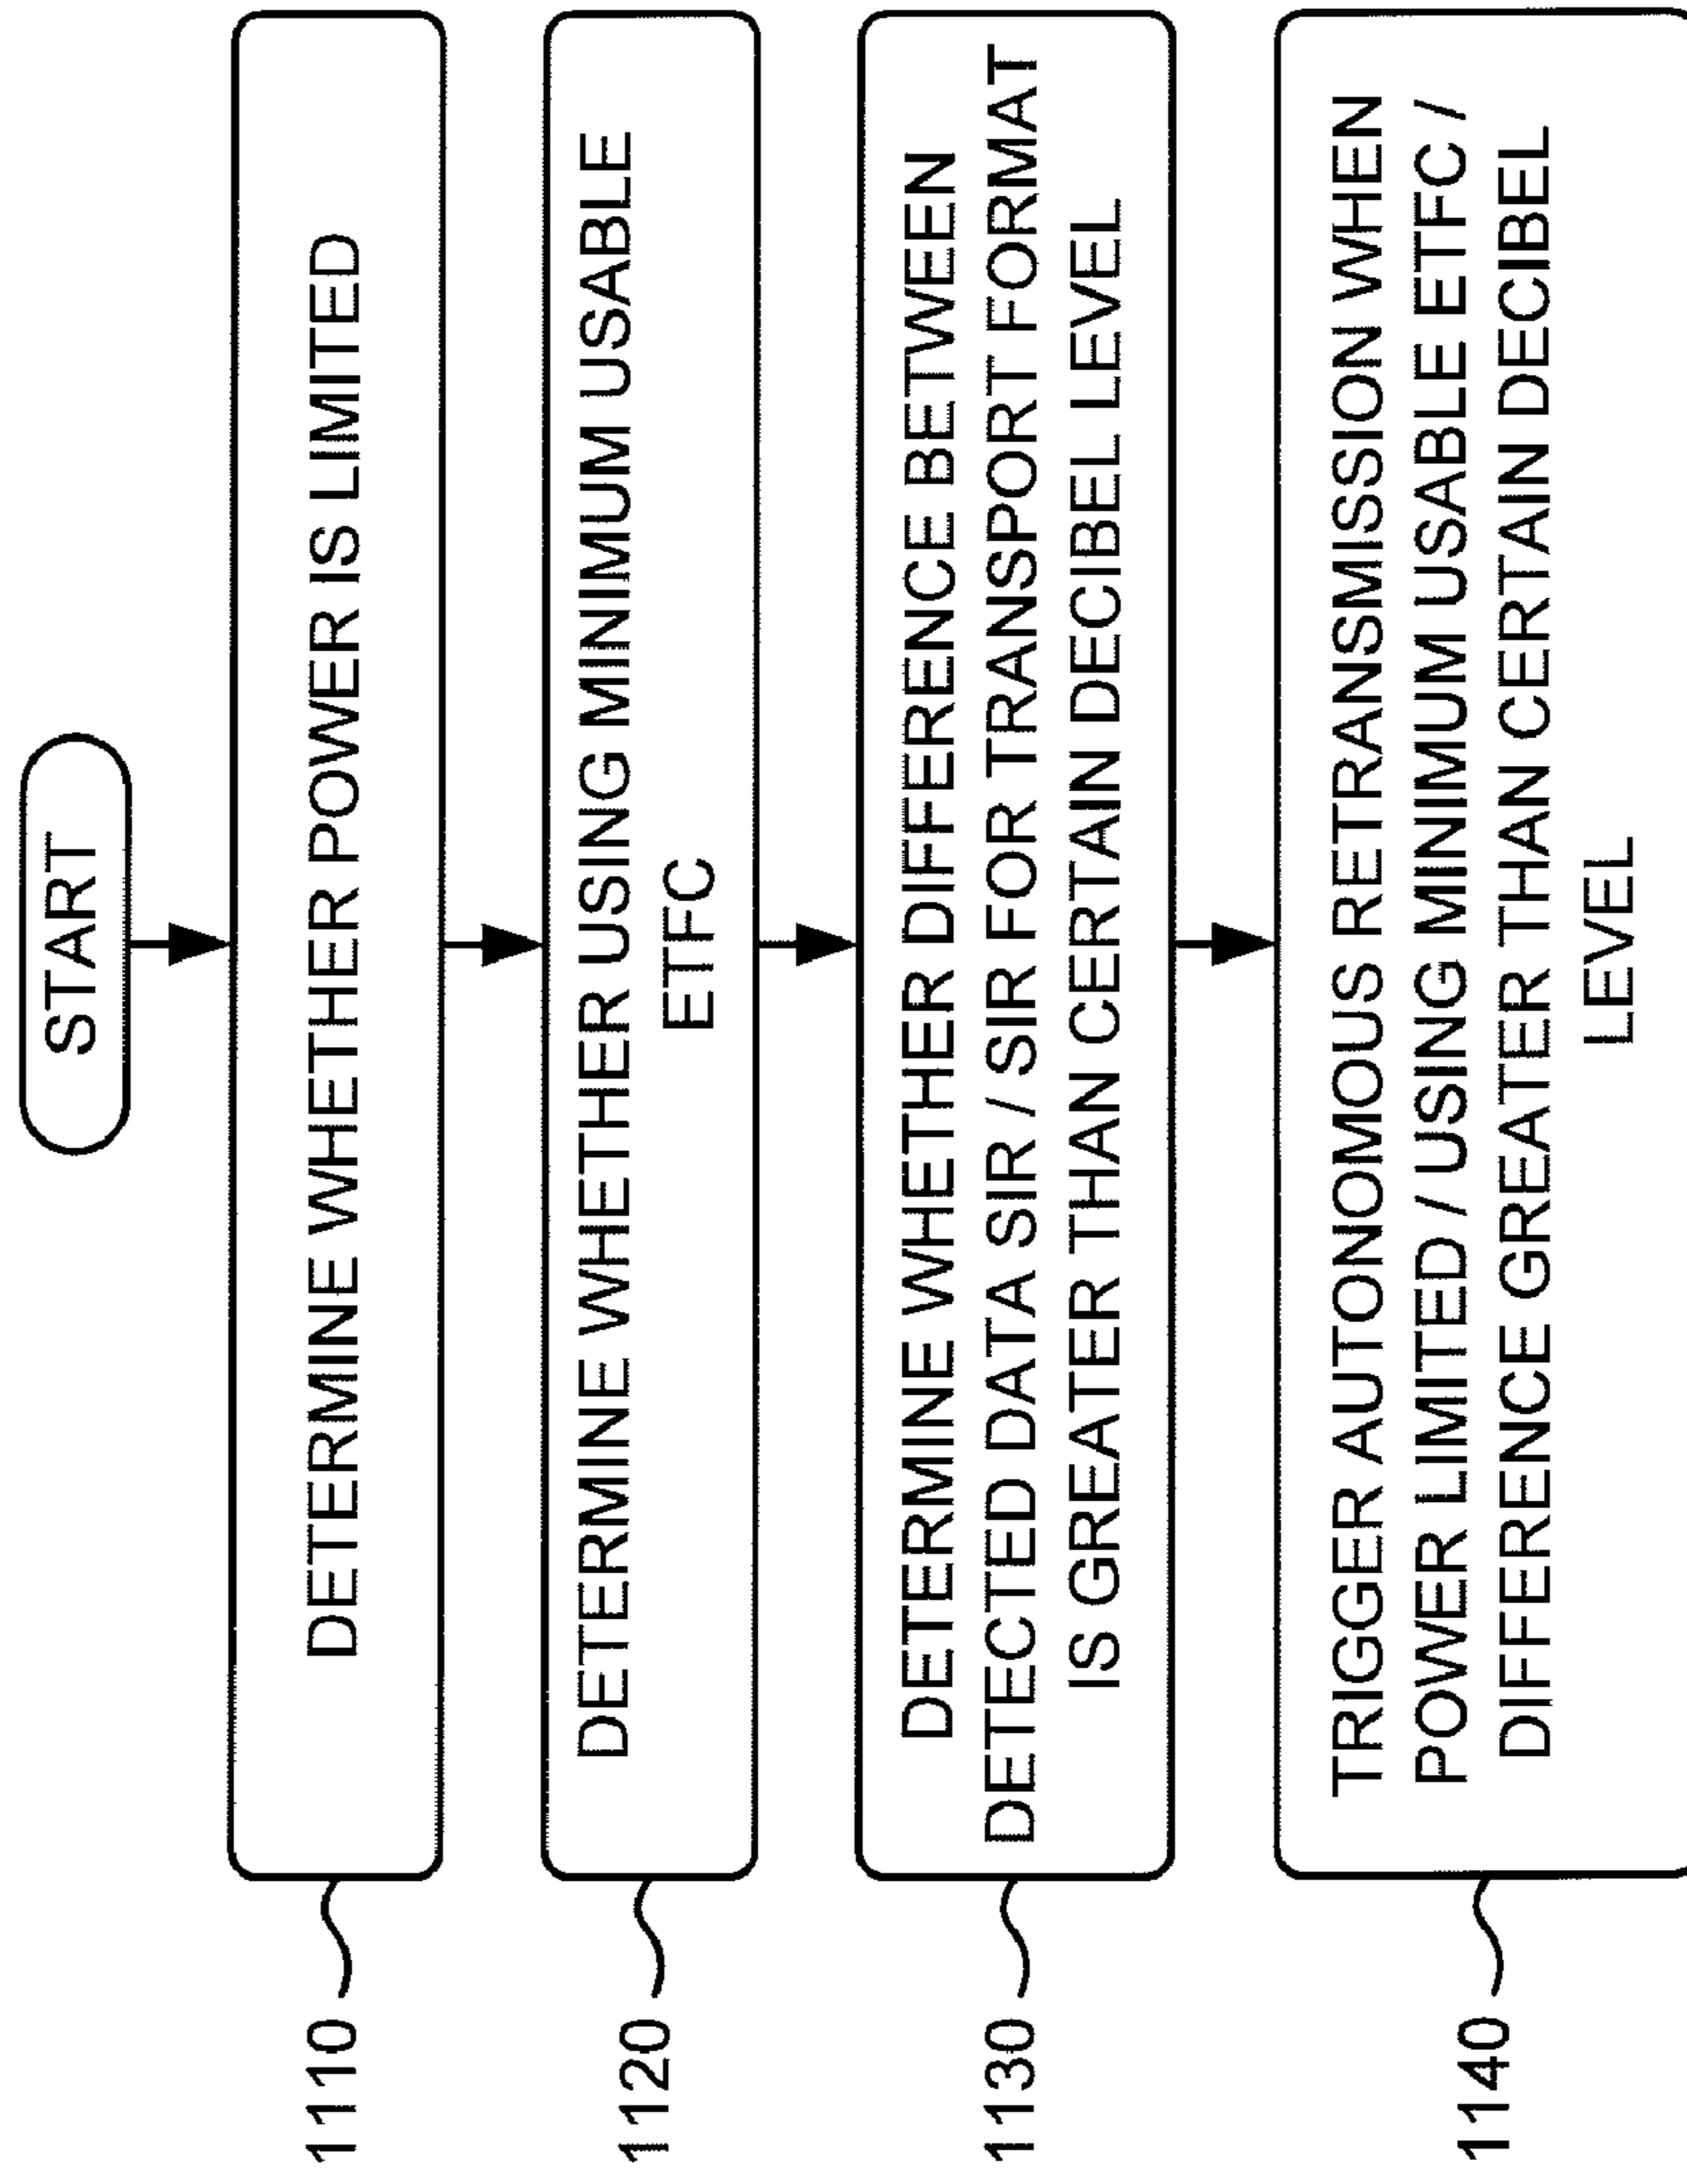 START
1110
DETERMINE WHETHER POWER IS LIMITED
1120
DETERMINE WHETHER USING MINIMUM USABLE
ETFC
1130
DETERMINE WHETHER DIFFERENCE BETWEEN
DETECTED DATA SIR / SIR FOR TRANSPORT FORMAT
IS GREATER THAN CERTAIN DECIBEL LEVEL
1140
TRIGGER AUTONOMOUS RETRANSMISSION WHEN
POWER LIMITED / USING MINIMUM USABLE ETFC /
DIFFERENCE GREATER THAN CERTAIN DECIBEL
LEVEL